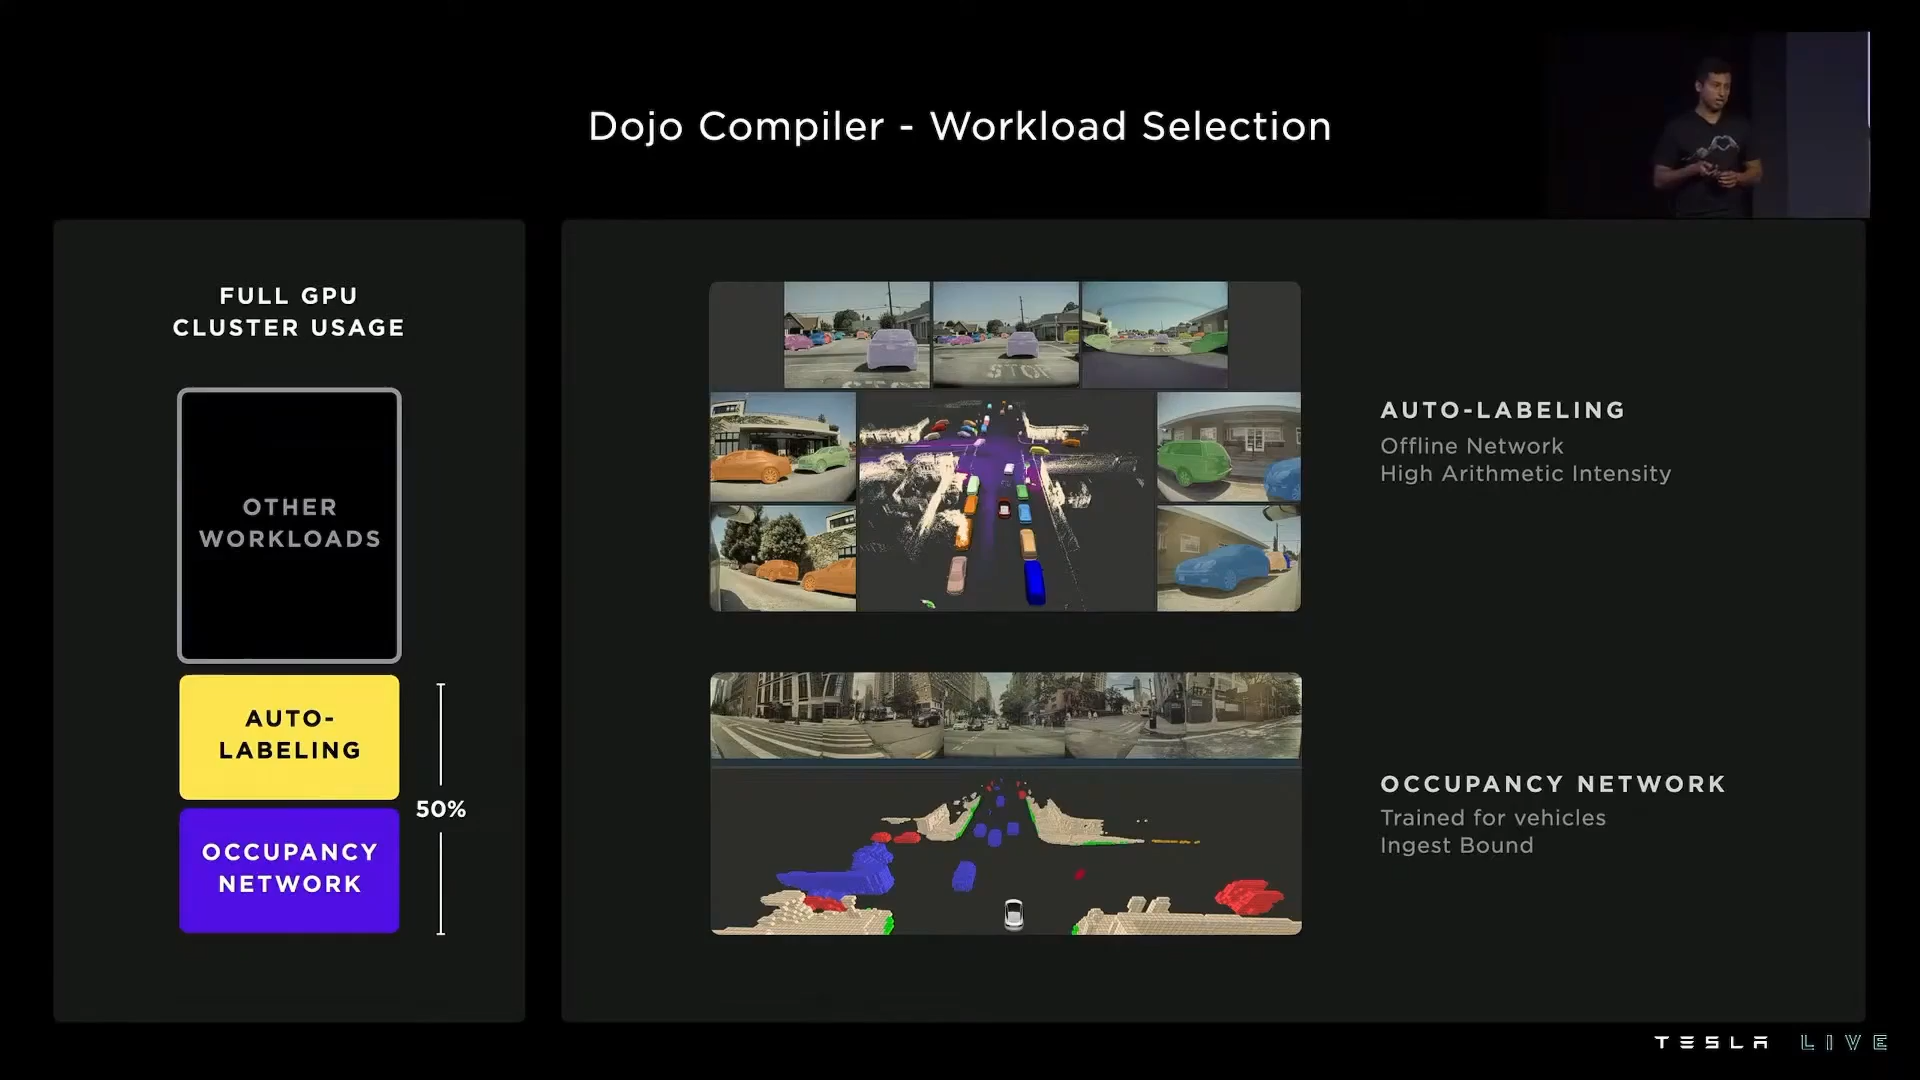 Dojo Compiler - Workload Selection
FULL GPU
CLUSTER USAGE
OTHER
WORKLOADS
AUTO-
LABELING
50%
OCCUPANCY
NETWORK
STOP
AUTO-LABELING
Offline Network
High Arithmetic Intensity
OCCUPANCY NETWORK
Trained for vehicles
Ingest Bound
TESLA LIVE